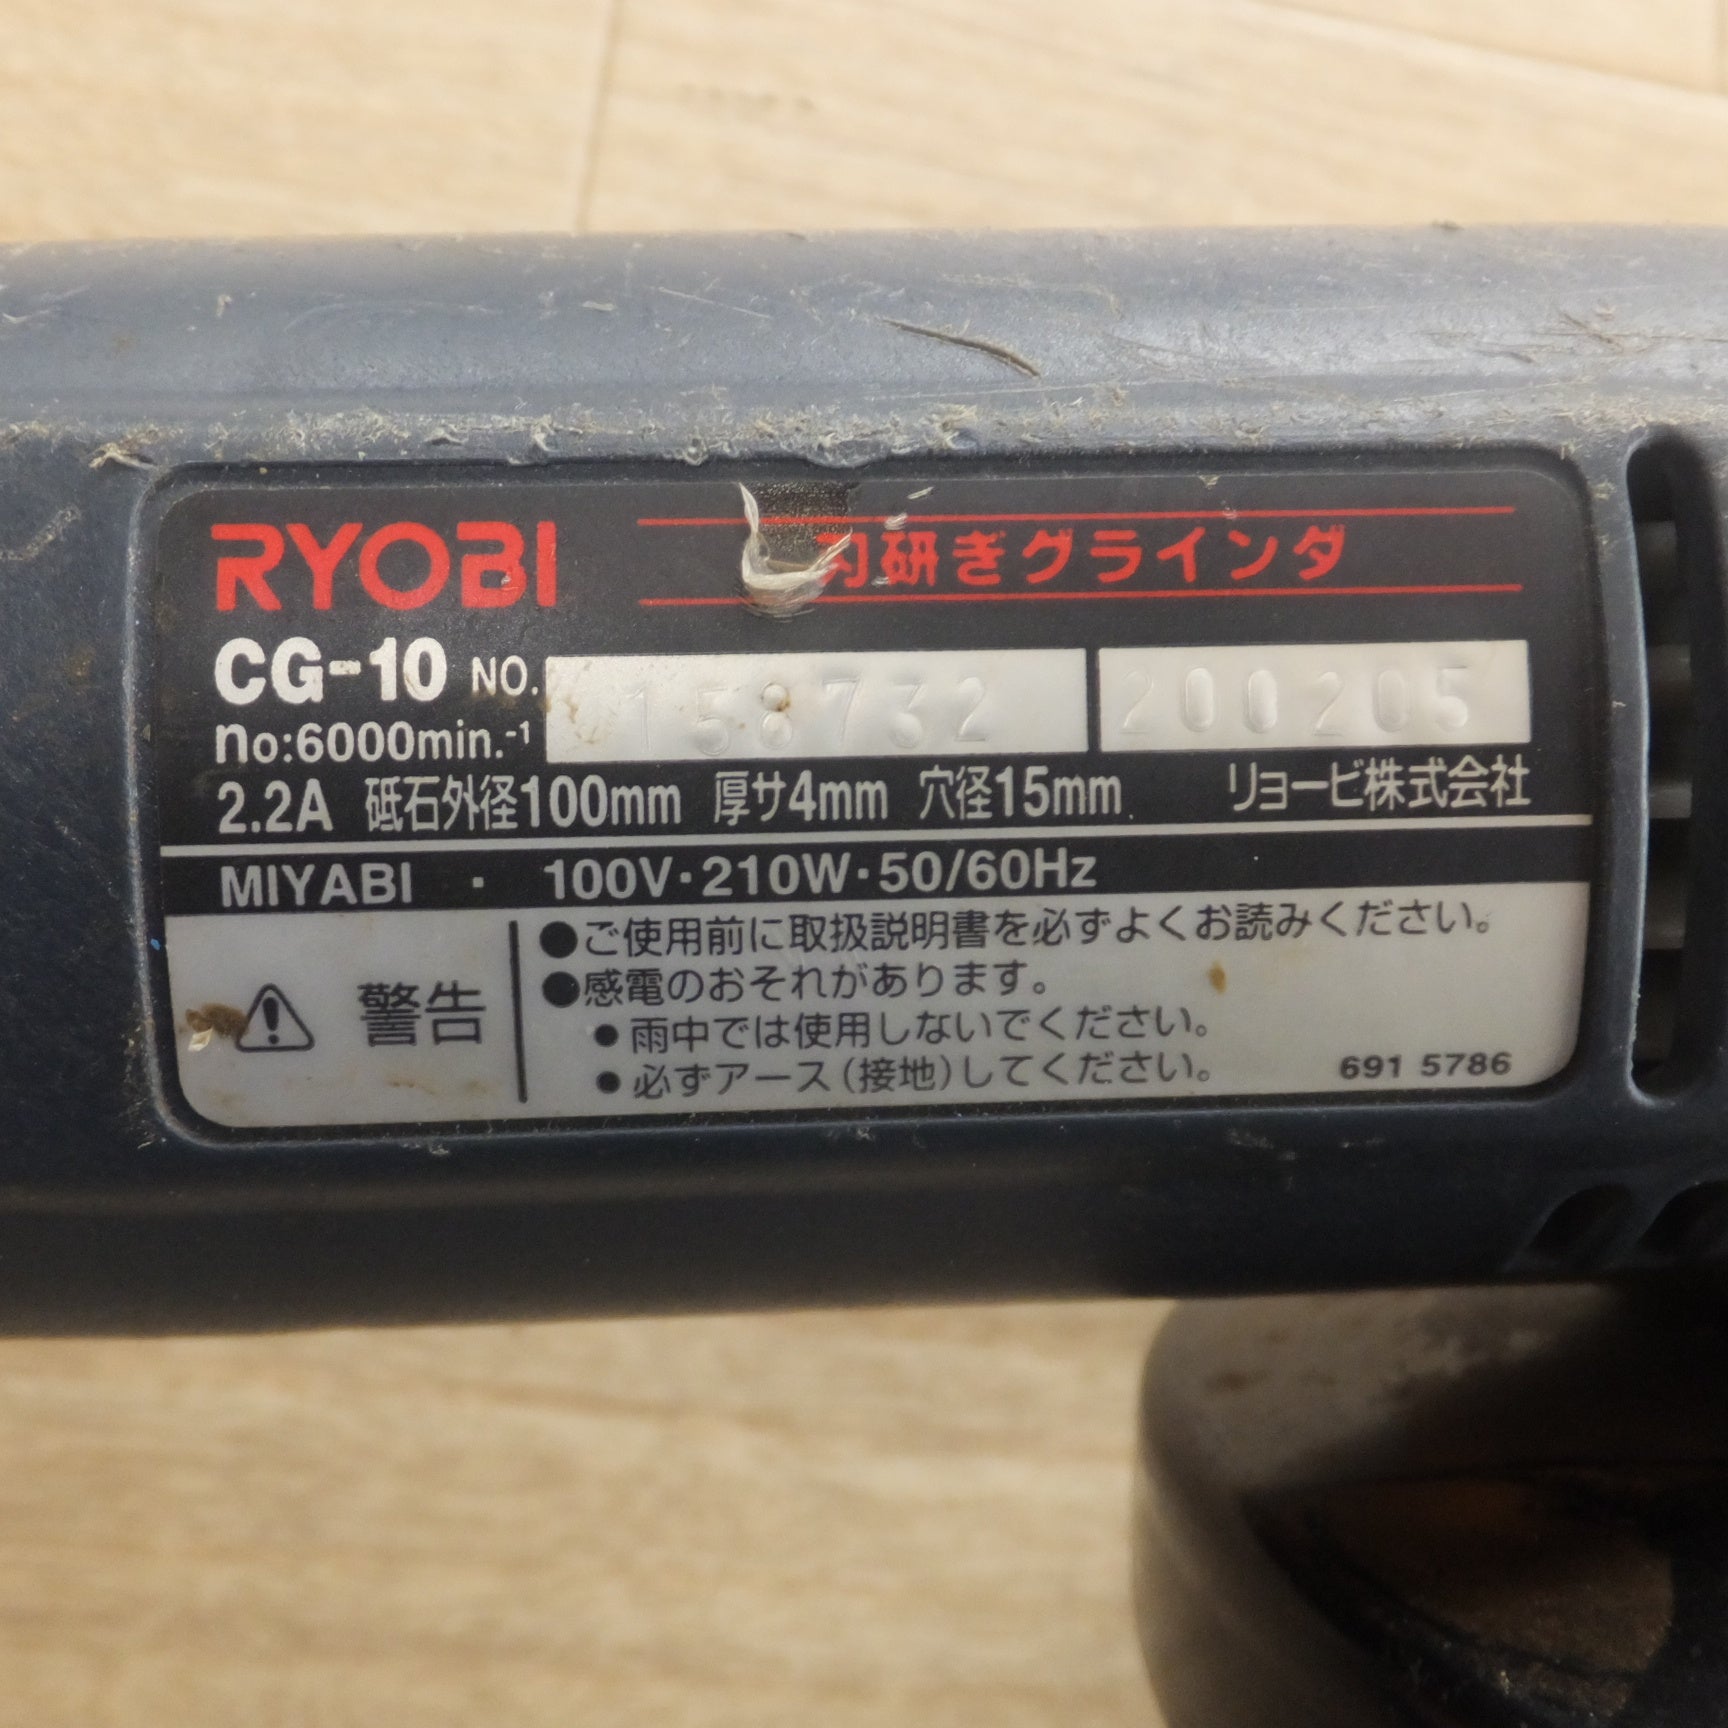 RYOBI 刃研ぎグラインダ
CG-10 NO. 158732 200205
no:6000min.-1
2.2A 砥石外径100mm 厚サ4mm 穴径15mm リョービ株式会社
MIYABI · 100V·210W·50/60Hz
警告
●ご使用前に取扱説明書を必ずよくお読みください。
●感電のおそれがあります。
●雨中では使用しないでください。
●必ずアース(接地)してください。
691 5786